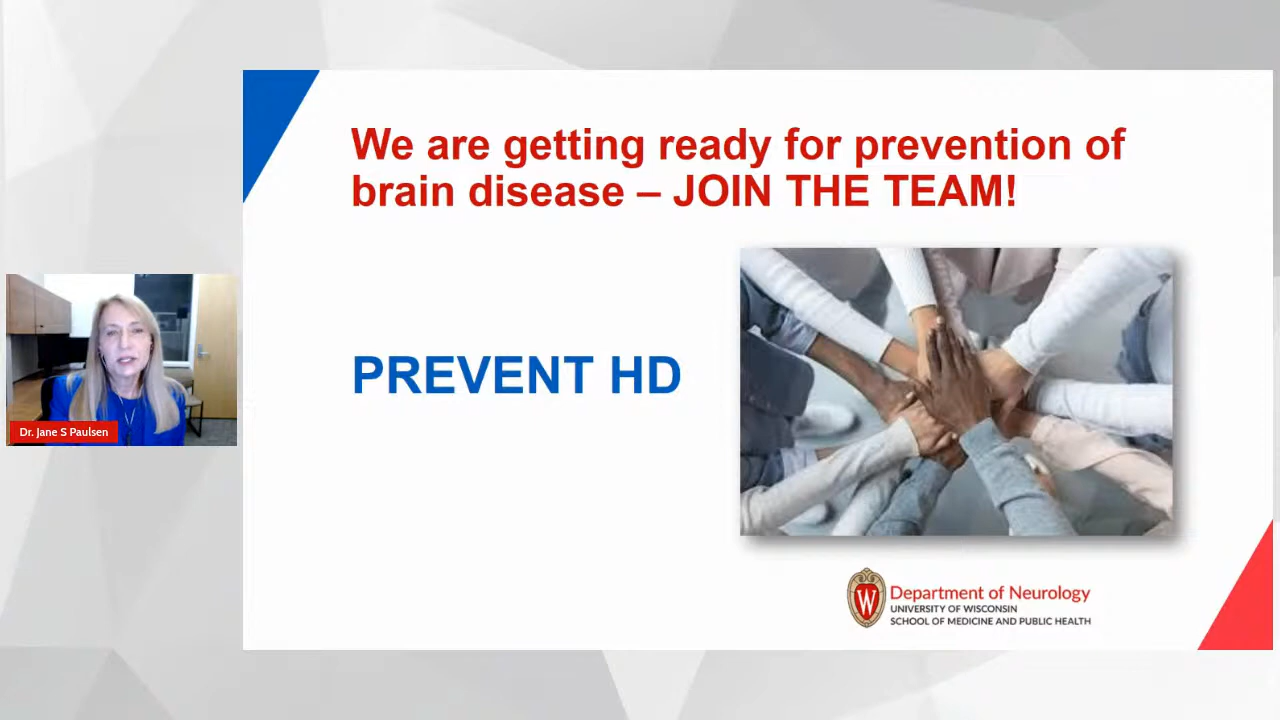 We are getting ready for prevention of
brain disease – JOIN THE TEAM!
PREVENT HD
Dr. Jane S Paulsen
W
Department of Neurology
UNIVERSITY OF WISCONSIN
SCHOOL OF MEDICINE AND PUBLIC HEALTH